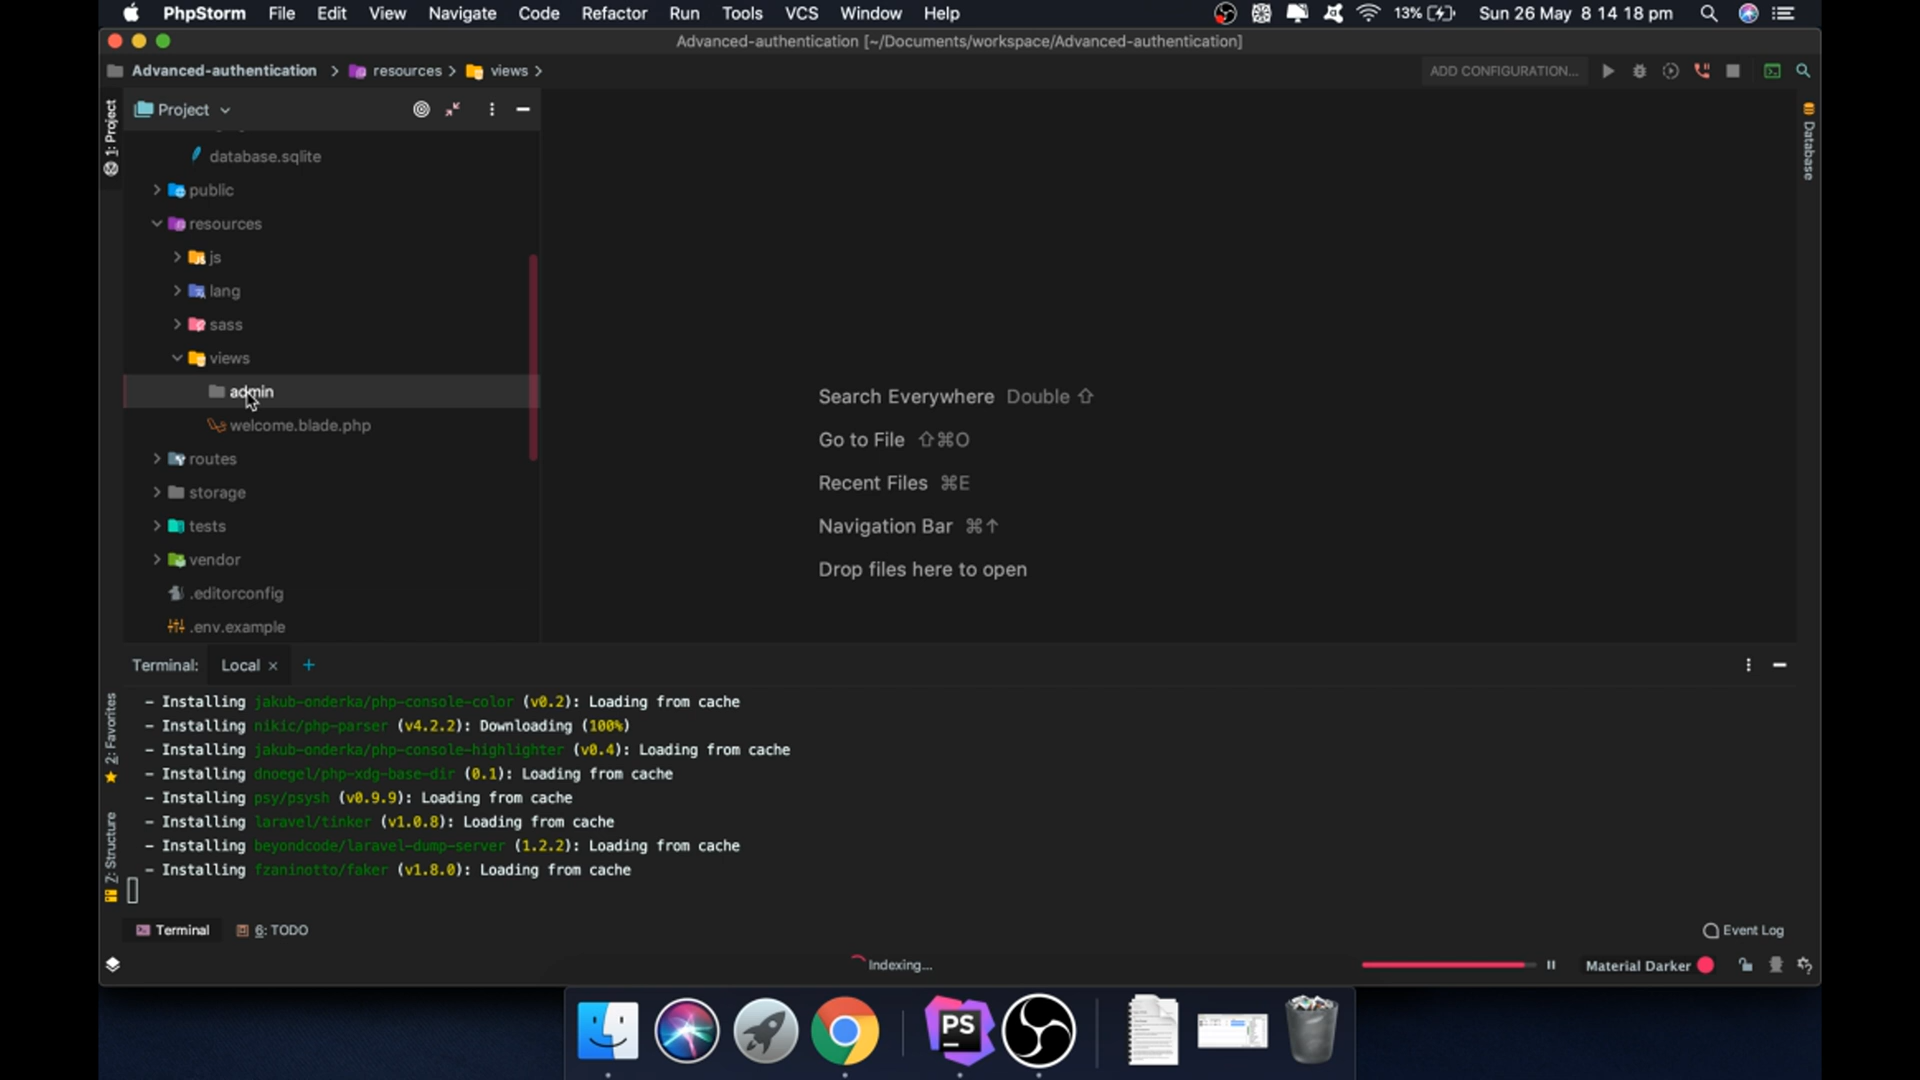 PhpStorm File Edit View Navigate Code Refactor Run Tools VCS Window Help 13% Sun 26 May 8 14 18 pm
Advanced-authentication [~/Documents/workspace/Advanced-authentication]
Advanced-authentication resources views ADD CONFIGURATION...
1: Project
Project
Database
database.sqlite
public
resources
js
lang
sass
views
admin
welcome.blade.php
routes
storage
tests
vendor
.editorconfig
.env.example
Search Everywhere Double ⇧
Go to File ⇧⌘O
Recent Files ⌘E
Navigation Bar ⌘↑
Drop files here to open
Terminal: Local × +
2: Favorites
7: Structure
- Installing jakub-onderka/php-console-color (v0.2): Loading from cache
- Installing nikic/php-parser (v4.2.2): Downloading (100%)
- Installing jakub-onderka/php-console-highlighter (v0.4): Loading from cache
- Installing dnoegel/php-xdg-base-dir (0.1): Loading from cache
- Installing psy/psysh (v0.9.9): Loading from cache
- Installing laravel/tinker (v1.0.8): Loading from cache
- Installing beyondcode/laravel-dump-server (1.2.2): Loading from cache
- Installing fzaninotto/faker (v1.8.0): Loading from cache
Terminal 6: TODO Event Log
Indexing... Material Darker
PS